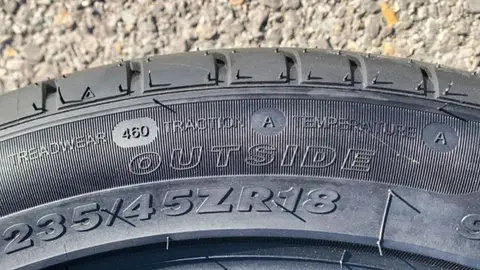 TREADWEAR 460 TRACTION A TEMPERATURE A
OUTSIDE
235/45ZR18